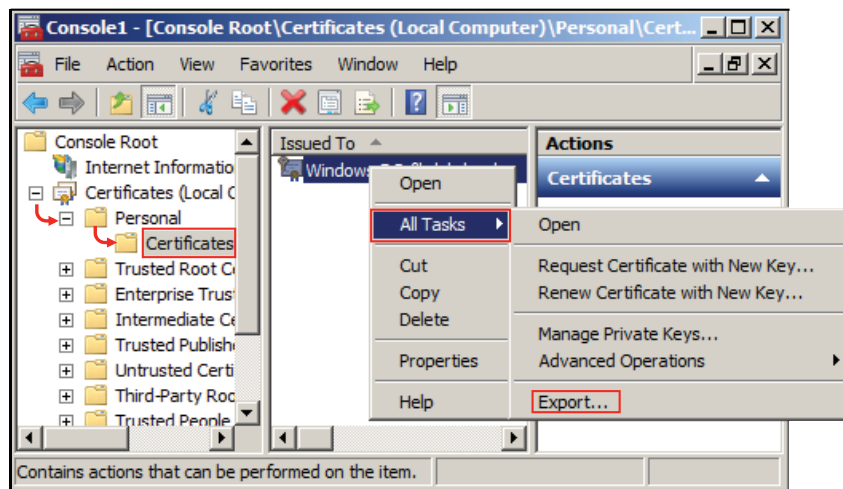 Console1 - [Console Root\Certificates (Local Computer)\Personal\Cert...
File Action View Favorites Window Help
Console Root
Internet Informatio
Certificates (Local C
Personal
Certificates
Trusted Root Ce
Enterprise Trus
Intermediate Ce
Trusted Publish
Untrusted Certi
Third-Party Roo
Trusted People
Issued To
Windows
Open
All Tasks
Cut
Copy
Delete
Properties
Help
Actions
Certificates
Open
Request Certificate with New Key...
Renew Certificate with New Key...
Manage Private Keys...
Advanced Operations
Export...
Contains actions that can be performed on the item.